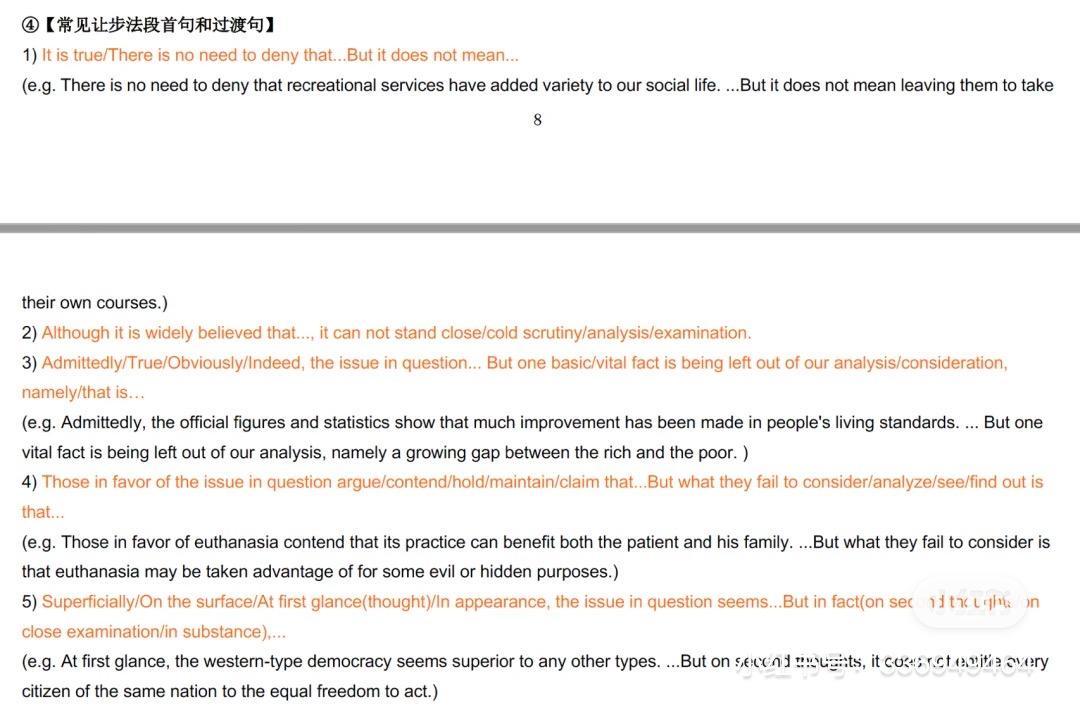 ④【常见让步法段首句和过渡句】
1) It is true/There is no need to deny that...But it does not mean...
(e.g. There is no need to deny that recreational services have added variety to our social life. ...But it does not mean leaving them to take
8
their own courses.)
2) Although it is widely believed that..., it can not stand close/cold scrutiny/analysis/examination.
3) Admittedly/True/Obviously/Indeed, the issue in question... But one basic/vital fact is being left out of our analysis/consideration,
namely/that is…
(e.g. Admittedly, the official figures and statistics show that much improvement has been made in people's living standards. ... But one
vital fact is being left out of our analysis, namely a growing gap between the rich and the poor. )
4) Those in favor of the issue in question argue/contend/hold/maintain/claim that...But what they fail to consider/analyze/see/find out is
that...
(e.g. Those in favor of euthanasia contend that its practice can benefit both the patient and his family. ...But what they fail to consider is
that euthanasia may be taken advantage of for some evil or hidden purposes.)
5) Superficially/On the surface/At first glance(thought)/In appearance, the issue in question seems...But in fact(on second thoughts/on
close examination/in substance),...
(e.g. At first glance, the western-type democracy seems superior to any other types. ...But on second thoughts, it does not entitle every
citizen of the same nation to the equal freedom to act.)
小红书
小红书号: